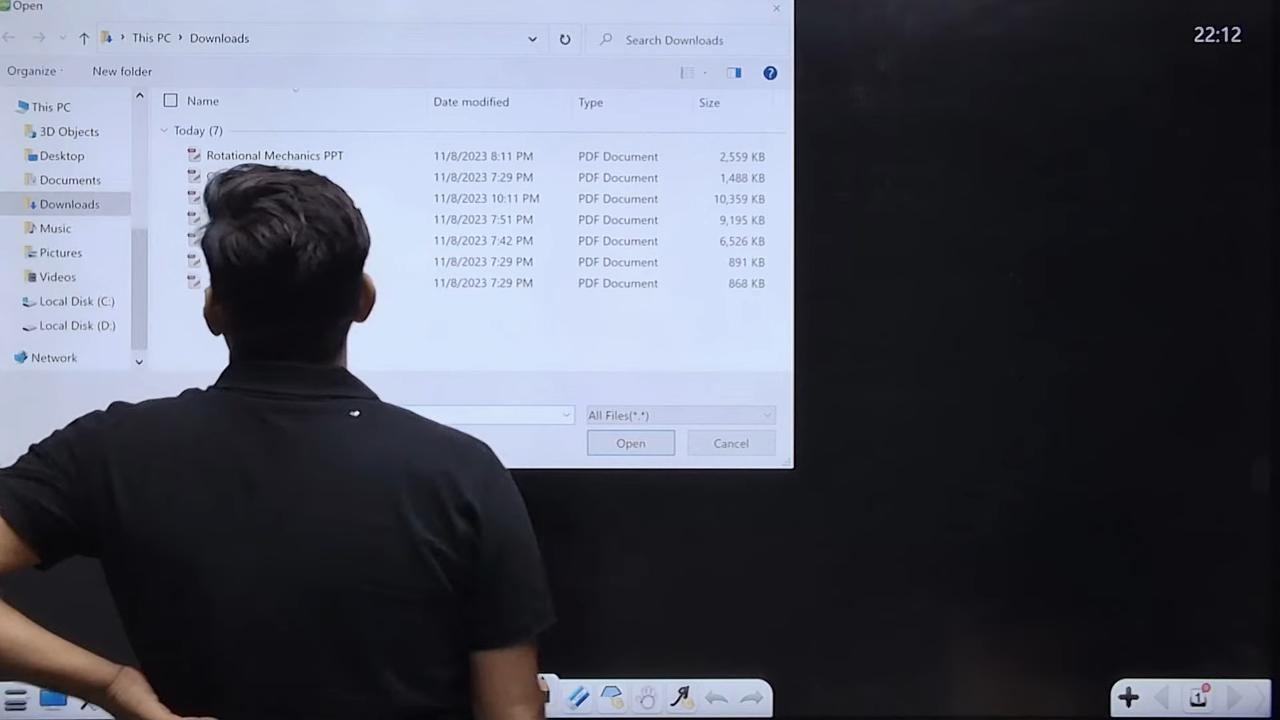 Open
This PC > Downloads
Search Downloads
22:12
Organize
New folder
Name
Date modified
Type
Size
This PC
3D Objects
Desktop
Documents
Downloads
Music
Pictures
Videos
Local Disk (C:)
Local Disk (D:)
Network
Today (7)
Rotational Mechanics PPT 11/8/2023 8:11 PM PDF Document 2,559 KB
11/8/2023 7:29 PM PDF Document 1,488 KB
11/8/2023 10:11 PM PDF Document 10,359 KB
11/8/2023 7:51 PM PDF Document 9,195 KB
11/8/2023 7:42 PM PDF Document 6,526 KB
11/8/2023 7:29 PM PDF Document 891 KB
11/8/2023 7:29 PM PDF Document 868 KB
All Files(*.*)
Open
Cancel
1